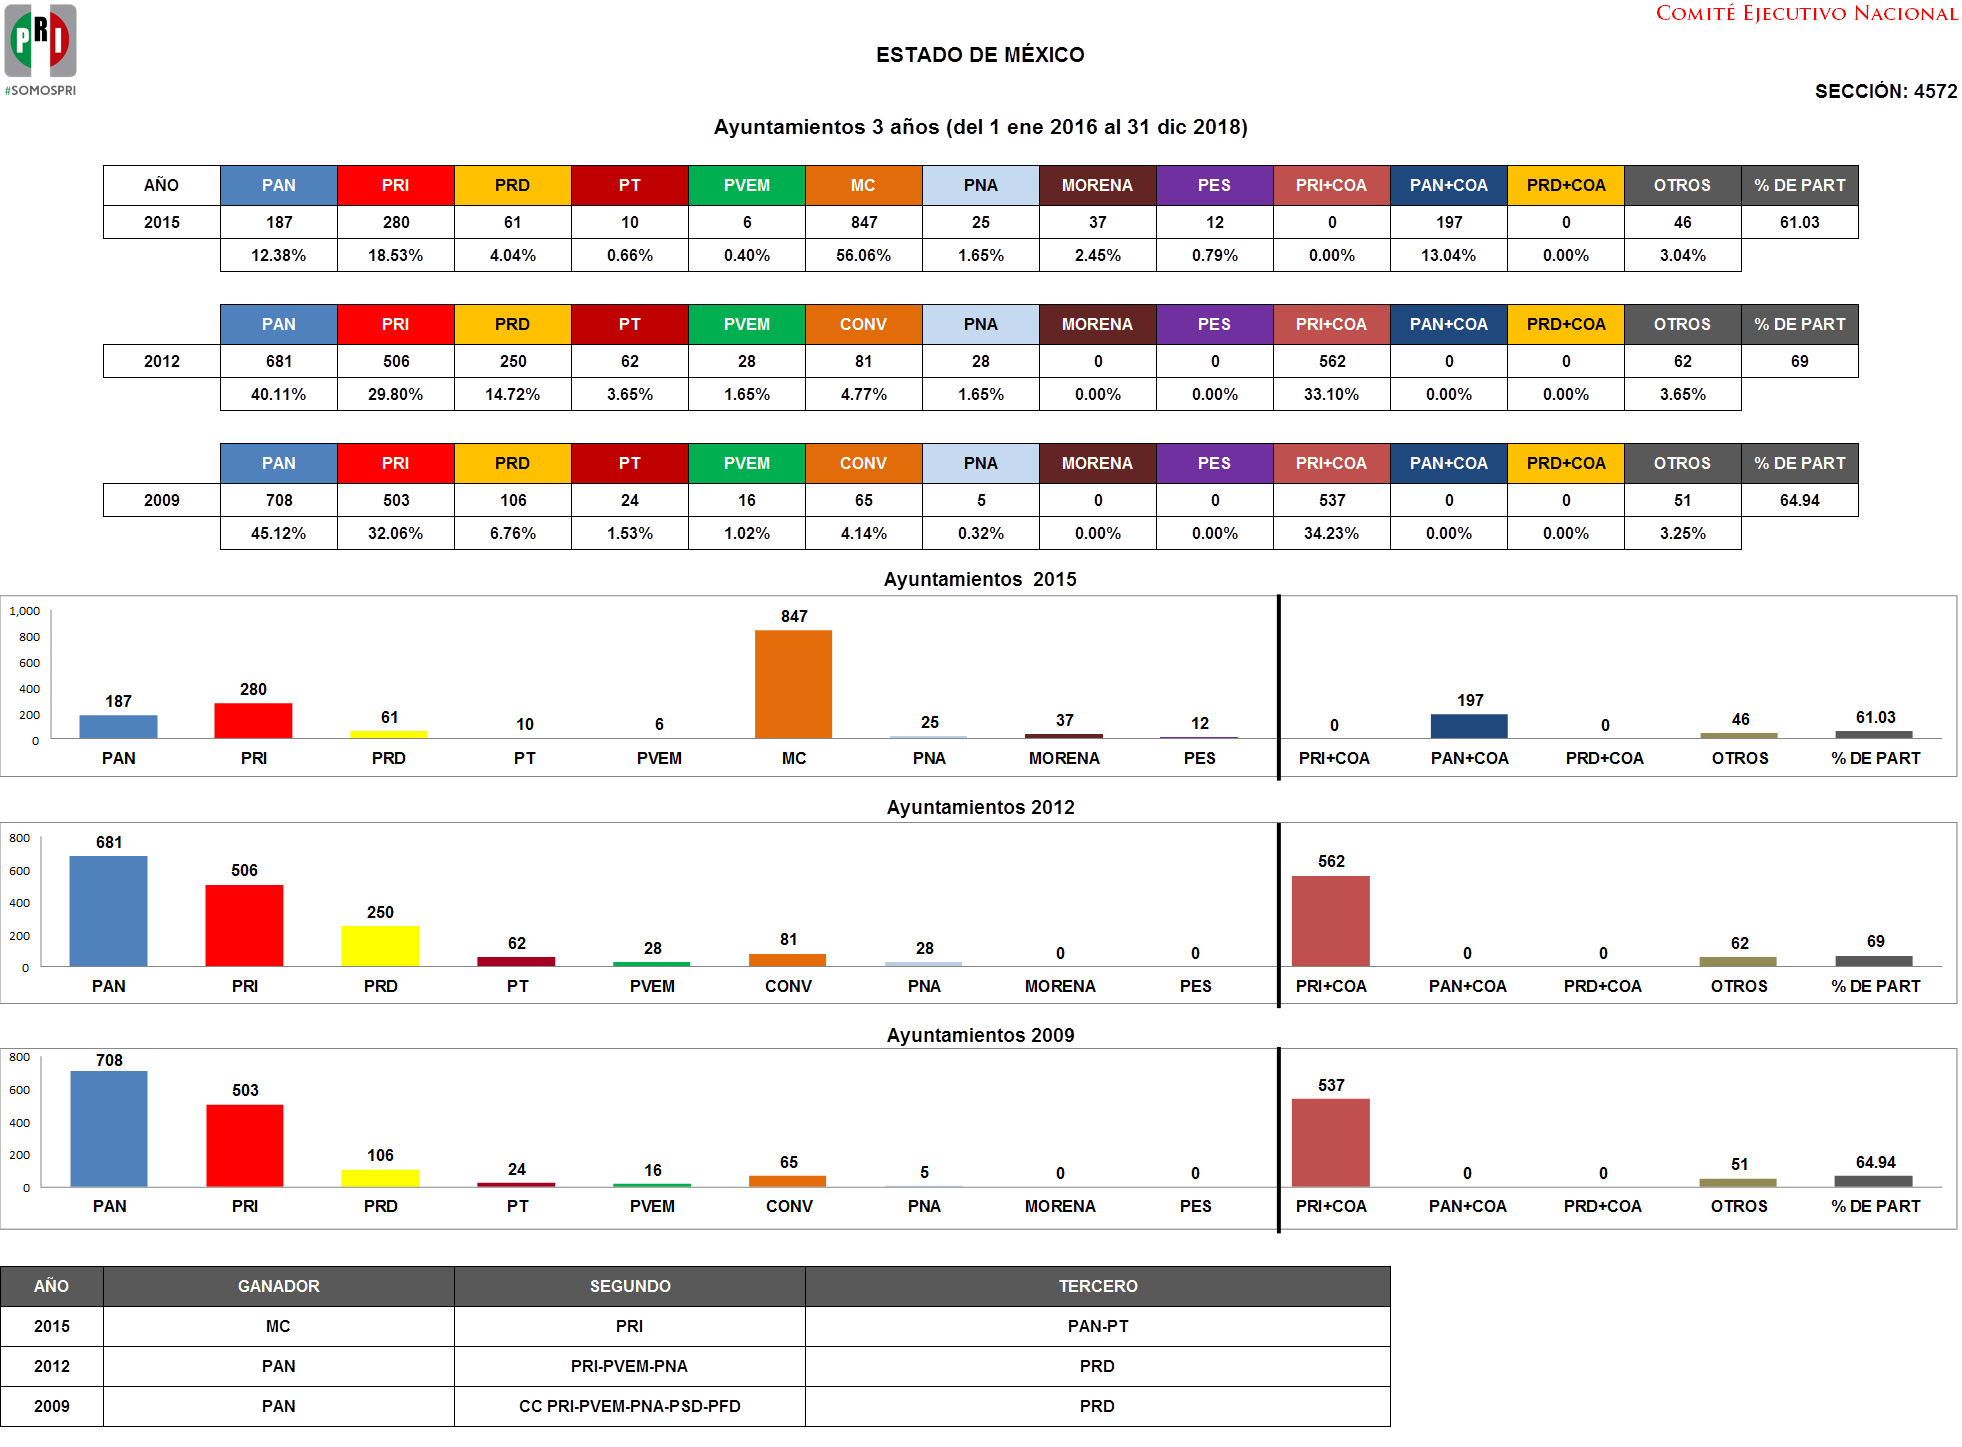 PRI
#SOMOSPRI
COMITÉ EJECUTIVO NACIONAL
ESTADO DE MÉXICO
SECCIÓN: 4572
Ayuntamientos 3 años (del 1 ene 2016 al 31 dic 2018)
AÑO PAN PRI PRD PT PVEM MC PNA MORENA PES PRI+COA PAN+COA PRD+COA OTROS % DE PART
2015 187 280 61 10 6 847 25 37 12 0 197 0 46 61.03
12.38% 18.53% 4.04% 0.66% 0.40% 56.06% 1.65% 2.45% 0.79% 0.00% 13.04% 0.00% 3.04%
PAN PRI PRD PT PVEM CONV PNA MORENA PES PRI+COA PAN+COA PRD+COA OTROS % DE PART
2012 681 506 250 62 28 81 28 0 0 562 0 0 62 69
40.11% 29.80% 14.72% 3.65% 1.65% 4.77% 1.65% 0.00% 0.00% 33.10% 0.00% 0.00% 3.65%
PAN PRI PRD PT PVEM CONV PNA MORENA PES PRI+COA PAN+COA PRD+COA OTROS % DE PART
2009 708 503 106 24 16 65 5 0 0 537 0 0 51 64.94
45.12% 32.06% 6.76% 1.53% 1.02% 4.14% 0.32% 0.00% 0.00% 34.23% 0.00% 0.00% 3.25%
Ayuntamientos 2015
1,000
800
600
400
200
0
187 280 61 10 6 847 25 37 12 0 197 0 46 61.03
PAN PRI PRD PT PVEM MC PNA MORENA PES PRI+COA PAN+COA PRD+COA OTROS % DE PART
Ayuntamientos 2012
800
600
400
200
0
681 506 250 62 28 81 28 0 0 562 0 0 62 69
PAN PRI PRD PT PVEM CONV PNA MORENA PES PRI+COA PAN+COA PRD+COA OTROS % DE PART
Ayuntamientos 2009
800
600
400
200
0
708 503 106 24 16 65 5 0 0 537 0 0 51 64.94
PAN PRI PRD PT PVEM CONV PNA MORENA PES PRI+COA PAN+COA PRD+COA OTROS % DE PART
AÑO GANADOR SEGUNDO TERCERO
2015 MC PRI PAN-PT
2012 PAN PRI-PVEM-PNA PRD
2009 PAN CC PRI-PVEM-PNA-PSD-PFD PRD